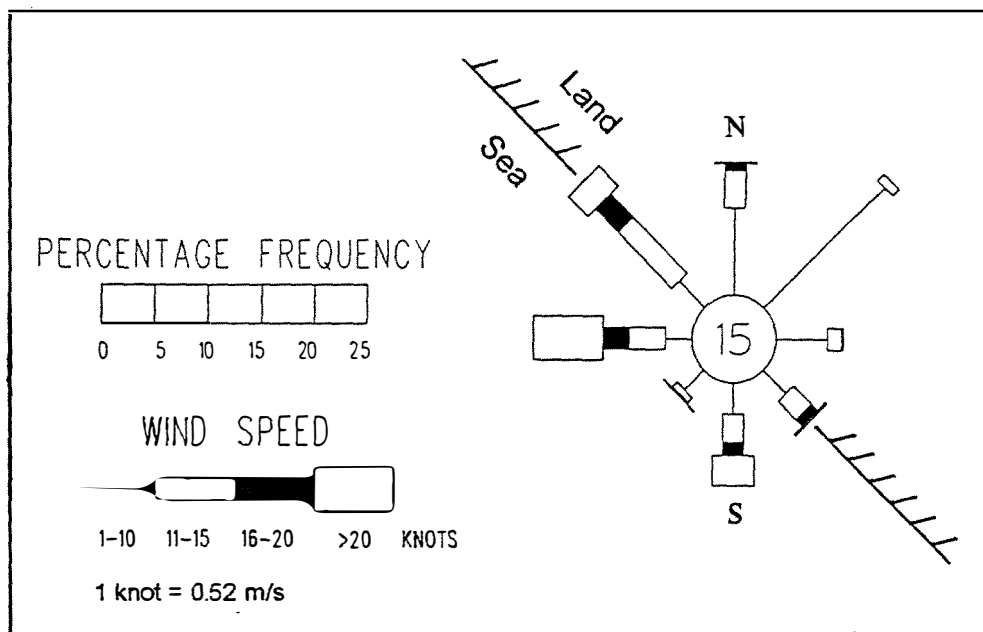 Land
Sea
N
15
S
PERCENTAGE FREQUENCY
0 5 10 15 20 25
WIND SPEED
1-10 11-15 16-20 >20 KNOTS
1 knot = 0.52 m/s